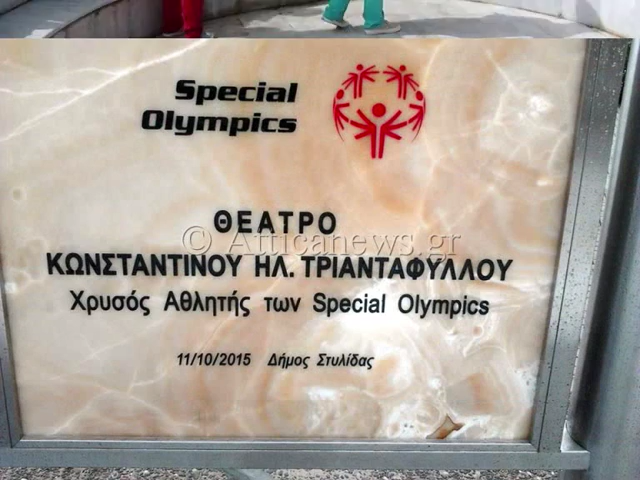 Special
Olympics
ΘΕΑΤΡΟ
© Atticanews.gr
ΚΩΝΣΤΑΝΤΙΝΟΥ ΗΛ. ΤΡΙΑΝΤΑΦΥΛΛΟΥ
Χρυσός Αθλητής των Special Olympics
11/10/2015 Δήμος Στυλίδας